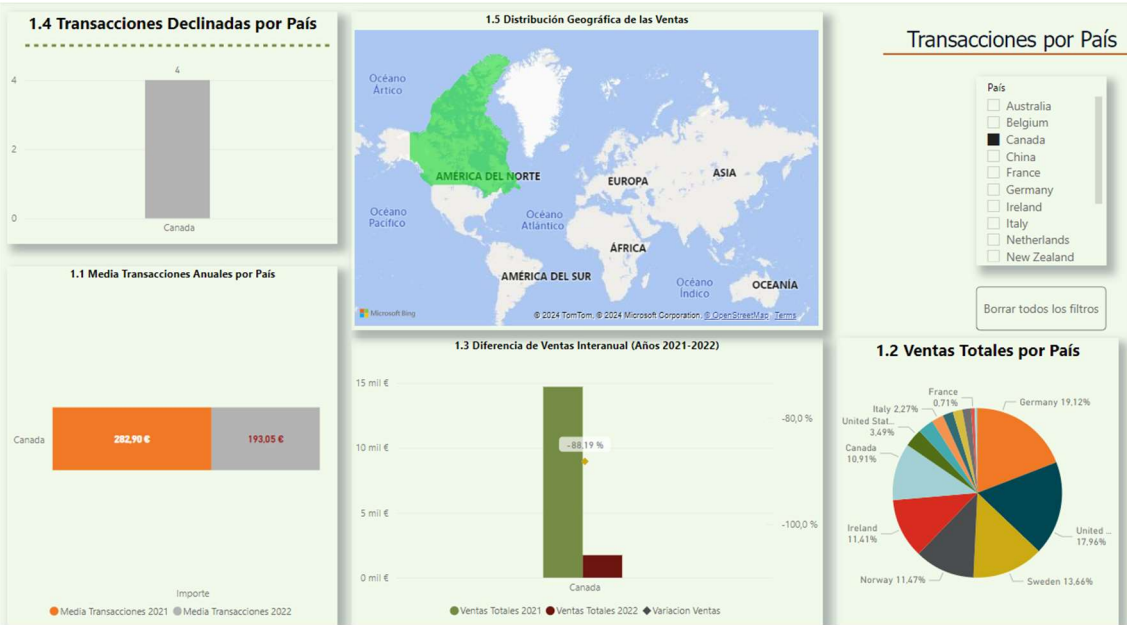 1.4 Transacciones Declinadas por País
4
4
2
0
Canada
1.1 Media Transacciones Anuales por País
Canada
282,90 €
193,05 €
Importe
Media Transacciones 2021
Media Transacciones 2022
1.5 Distribución Geográfica de las Ventas
Océano
Ártico
AMÉRICA DEL NORTE
EUROPA
ASIA
Océano
Pacífico
Océano
Atlántico
ÁFRICA
AMÉRICA DEL SUR
Océano
Índico
OCEANÍA
Microsoft Bing
© 2024 TomTom, © 2024 Microsoft Corporation, © OpenStreetMap Terms
1.3 Diferencia de Ventas Interanual (Años 2021-2022)
15 mil €
10 mil €
5 mil €
0 mil €
-88,19 %
-80,0 %
-100,0 %
Canada
Ventas Totales 2021
Ventas Totales 2022
Variacion Ventas
Transacciones por País
País
Australia
Belgium
Canada
China
France
Germany
Ireland
Italy
Netherlands
New Zealand
Borrar todos los filtros
1.2 Ventas Totales por País
France
0,71%
Germany 19,12%
Italy 2,27%
United Stat...
3,49%
Canada
10,91%
Ireland
11,41%
Norway 11,47%
Sweden 13,66%
United ...
17,96%